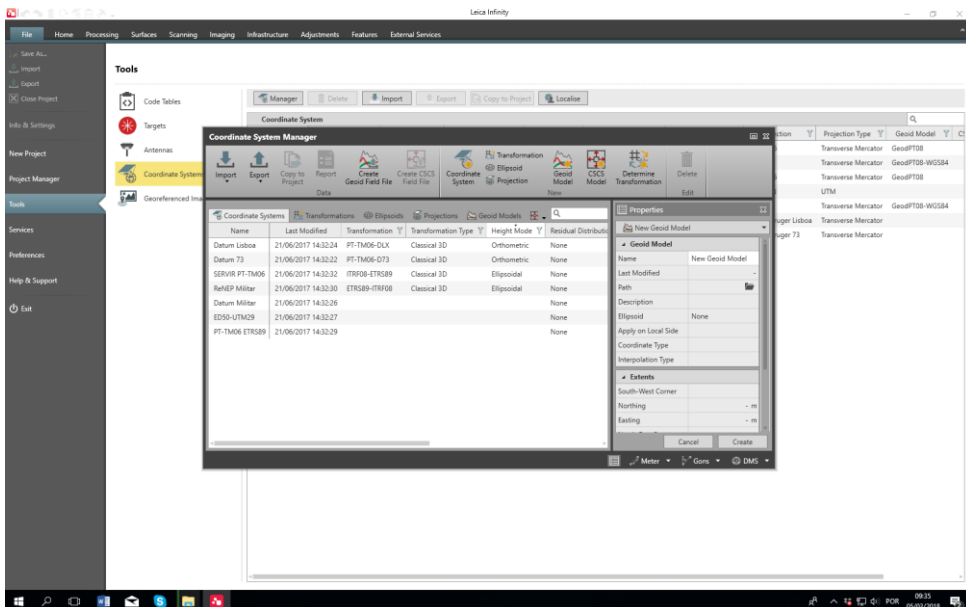 Leica Infinity
File Home Processing Surfaces Scanning Imaging Infrastructure Adjustments Features External Services
Save As...
Import
Export
Close Project
Info & Settings
New Project
Project Manager
Tools
Services
Preferences
Help & Support
Exit
Tools
Code Tables
Targets
Antennas
Coordinate Systems
Georeferenced Ima
Manager Delete Import Export Copy to Project Localise
Coordinate System
ction Projection Type Geoid Model CS
Transverse Mercator GeodPT08
Transverse Mercator GeodPT08-WGS84
Transverse Mercator GeodPT08
UTM
Transverse Mercator GeodPT08-WGS84
ruger Lisboa Transverse Mercator
ruger 73 Transverse Mercator
Coordinate System Manager
Import Export Copy to Project Report Create Geoid Field File Create CSCS Field File Coordinate System Transformation Ellipsoid Projection Geoid Model CSCS Model Determine Transformation Delete
Data New Edit
Coordinate Systems Transformations Ellipsoids Projections Geoid Models
Name Last Modified Transformation Transformation Type Height Mode Residual Distributio
Datum Lisboa 21/06/2017 14:32:24 PT-TM06-DLX Classical 3D Orthometric None
Datum 73 21/06/2017 14:32:22 PT-TM06-D73 Classical 3D Orthometric None
SERVIR PT-TM06 21/06/2017 14:32:32 ITRF08-ETRS89 Classical 3D Ellipsoidal None
ReNEP Militar 21/06/2017 14:32:30 ETRS89-ITRF08 Classical 3D Ellipsoidal None
Datum Militar 21/06/2017 14:32:26 None
ED50-UTM29 21/06/2017 14:32:27 None
PT-TM06 ETRS89 21/06/2017 14:32:29 None
Properties
New Geoid Model
Geoid Model
Name New Geoid Model
Last Modified -
Path
Description
Ellipsoid None
Apply on Local Side
Coordinate Type
Interpolation Type
Extents
South-West Corner
Northing - m
Easting - m
Cancel Create
Meter Gons DMS
POR 09:35
05/03/2018